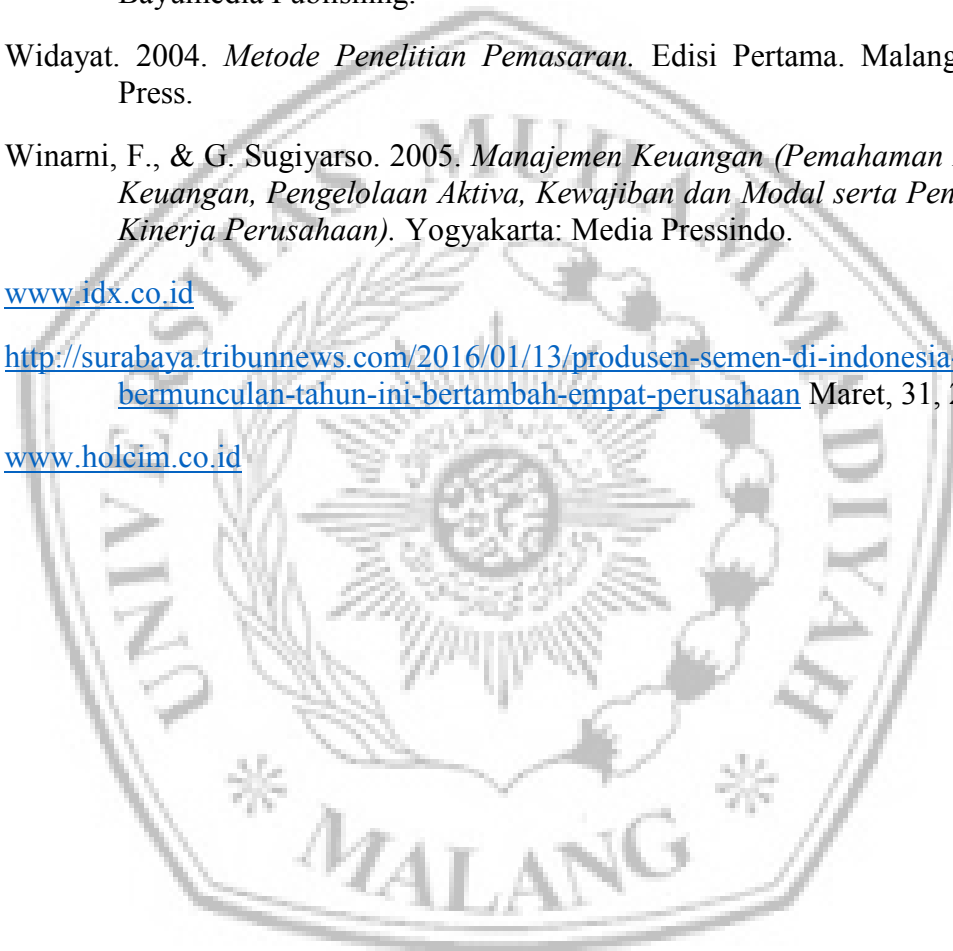 Bayumedia Publishing.
Widayat. 2004. Metode Penelitian Pemasaran. Edisi Pertama. Malang
Press.
Winarni, F., & G. Sugiyarso. 2005. Manajemen Keuangan (Pemahaman
Keuangan, Pengelolaan Aktiva, Kewajiban dan Modal serta Pen
Kinerja Perusahaan). Yogyakarta: Media Pressindo.
www.idx.co.id
http://surabaya.tribunnews.com/2016/01/13/produsen-semen-di-indonesia-
bermunculan-tahun-ini-bertambah-empat-perusahaan Maret, 31, 2
www.holcim.co.id
UNIVERSITAS MUHAMMADIYAH
MALANG